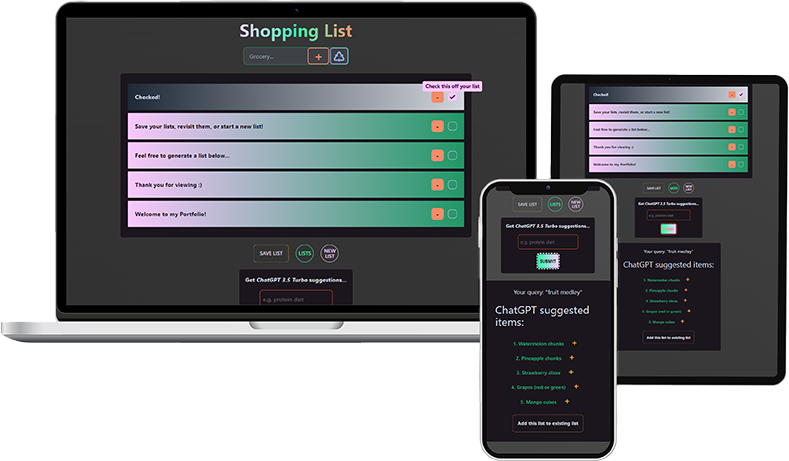 Shopping List
Grocery...
+
Check this off your list
Checked!
-
Save your lists, revisit them, or start a new list!
-
Feel free to generate a list below...
-
Thank you for viewing :)
-
Welcome to my Portfolio!
-
SAVE LIST
LISTS
NEW LIST
Get ChatGPT 3.5 Turbo suggestions...
e.g. protein diet
SAVE LIST
LISTS
NEW LIST
Get ChatGPT 3.5 Turbo suggestions...
e.g. protein diet
SUBMIT
Your query: "fruit medley"
ChatGPT suggested items:
1. Watermelon chunks +
2. Pineapple chunks +
3. Strawberry slices +
4. Grapes (red or green) +
5. Mango cubes +
Add this list to existing list
Checked!
-
Save your lists, revisit them, or start a new list!
-
Feel free to generate a list below...
-
Thank you for viewing :)
-
Welcome to my Portfolio!
-
SAVE LIST
LISTS
NEW LIST
Get ChatGPT 3.5 Turbo suggestions...
e.g. protein diet
Your query: "fruit medley"
ChatGPT suggested items:
1. Watermelon chunks +
2. Pineapple chunks +
3. Strawberry slices +
4. Grapes (red or green) +
5. Mango cubes +
Add this list to existing list